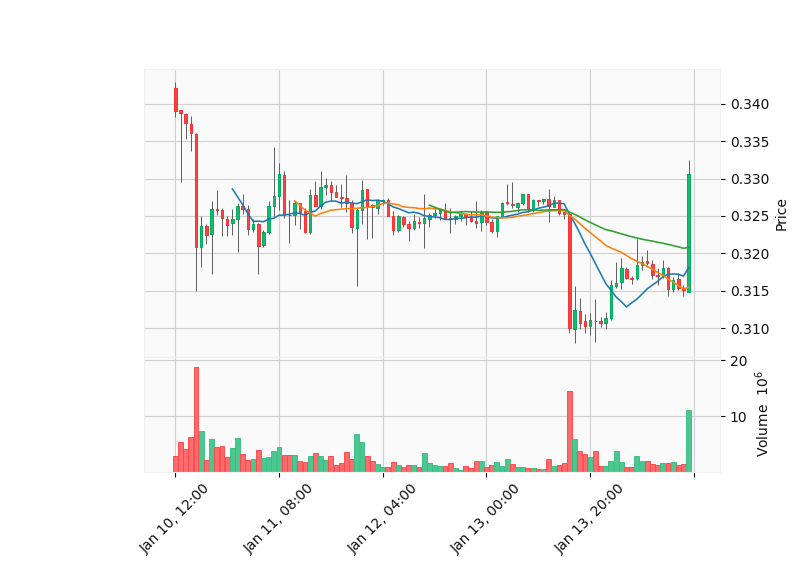 0.340
0.335
0.330
0.325
0.320
0.315
0.310
Price
20
10
Volume 10^6
Jan 10, 12:00
Jan 11, 08:00
Jan 12, 04:00
Jan 13, 00:00
Jan 13, 20:00